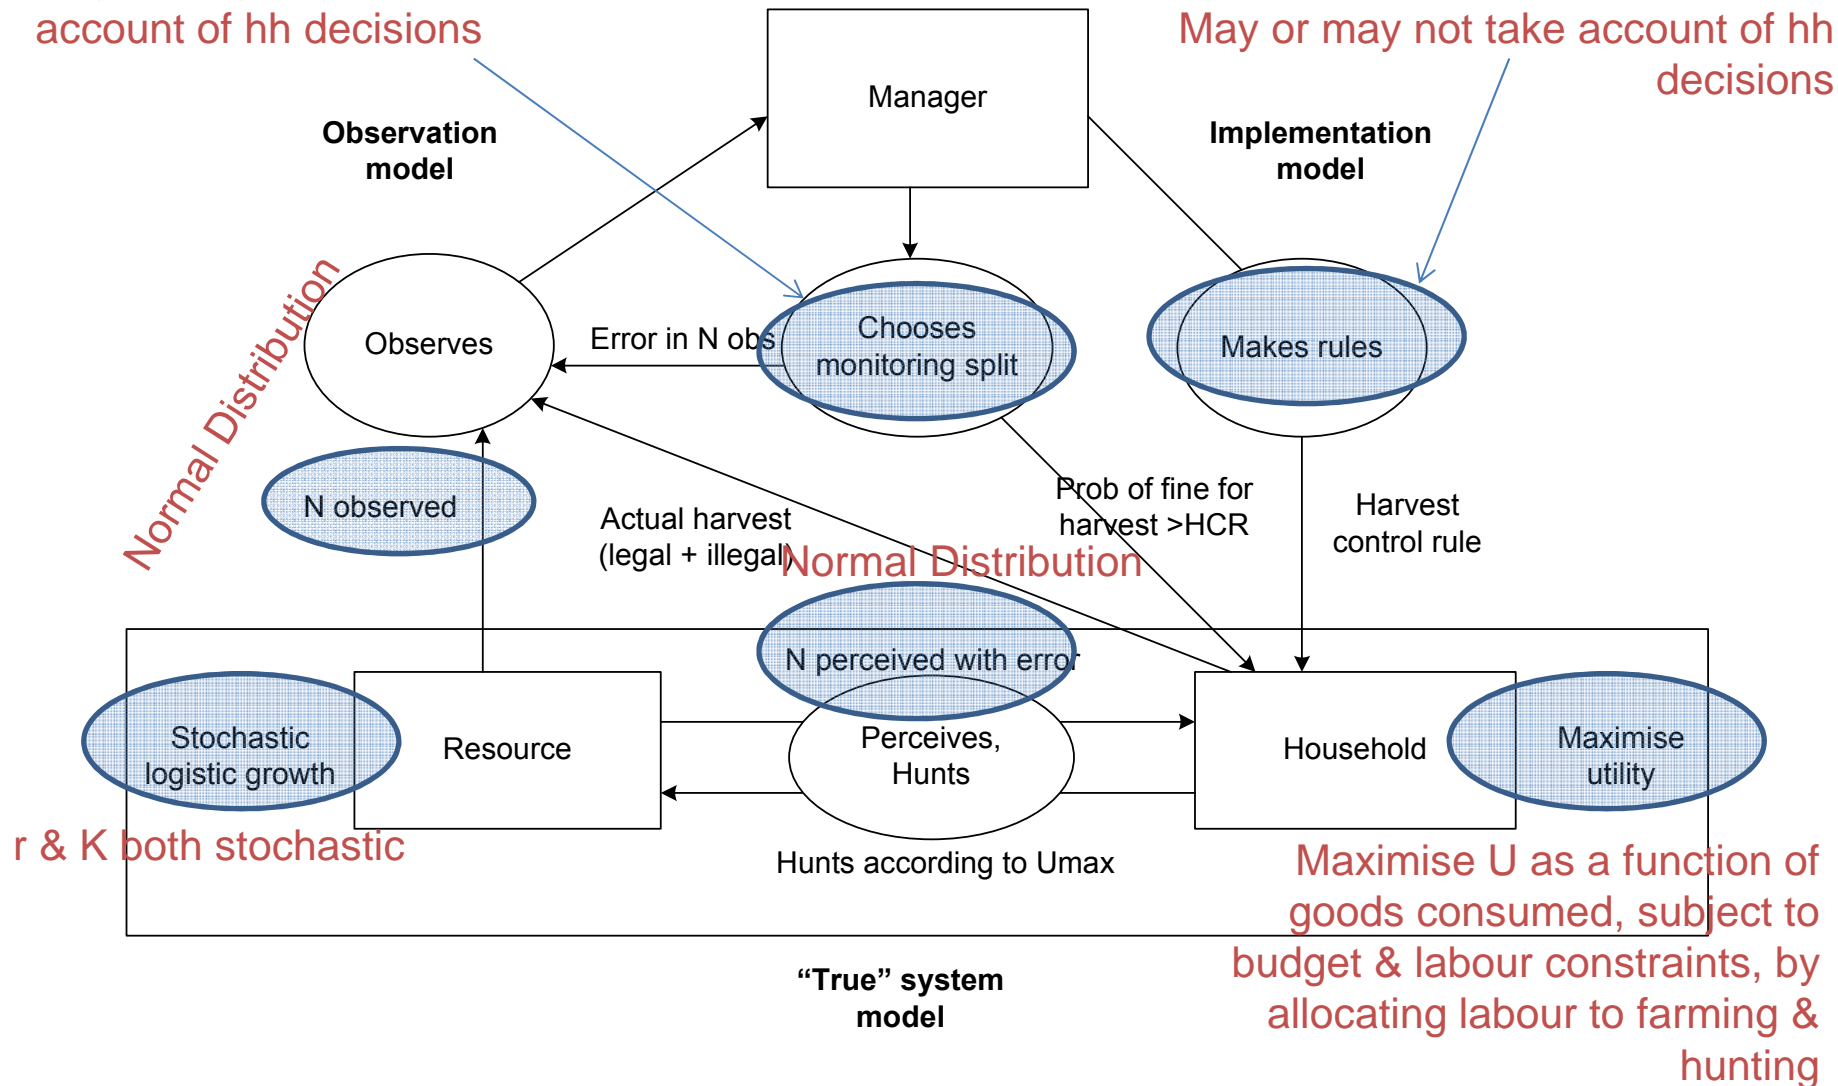 account of hh decisions
May or may not take account of hh
decisions
Manager
Observation
model
Implementation
model
Normal Distribution
Observes
Error in N obs
Chooses
monitoring split
Makes rules
N observed
Actual harvest
(legal + illegal)
Prob of fine for
harvest >HCR
Harvest
control rule
Normal Distribution
N perceived with error
Stochastic
logistic growth
Resource
Perceives,
Hunts
Household
Maximise
utility
r & K both stochastic
Hunts according to Umax
Maximise U as a function of
goods consumed, subject to
budget & labour constraints, by
allocating labour to farming &
hunting
“True” system
model